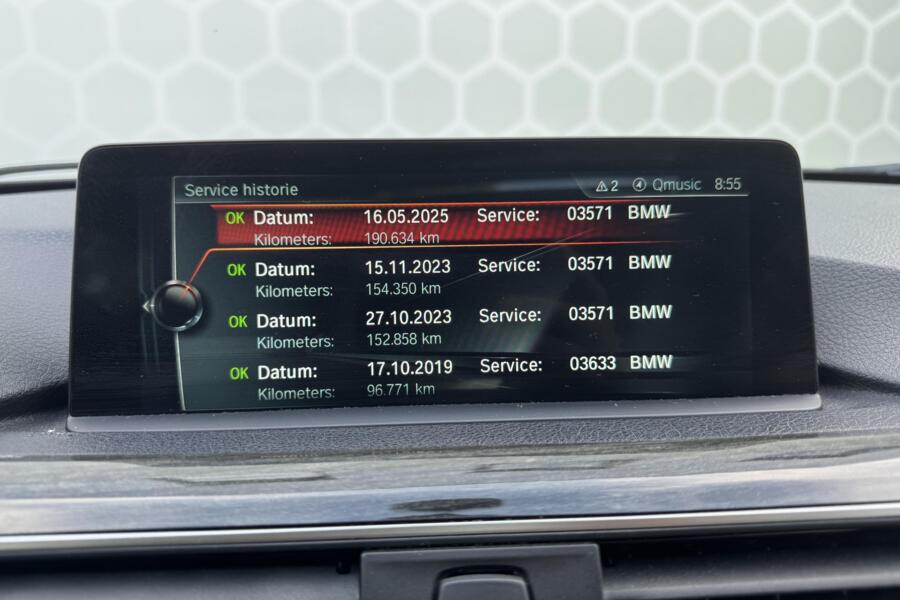 Service historie 2 Qmusic 8:55
OK Datum: 16.05.2025 Service: 03571 BMW
Kilometers: 190.634 km
OK Datum: 15.11.2023 Service: 03571 BMW
Kilometers: 154.350 km
OK Datum: 27.10.2023 Service: 03571 BMW
Kilometers: 152.858 km
OK Datum: 17.10.2019 Service: 03633 BMW
Kilometers: 96.771 km